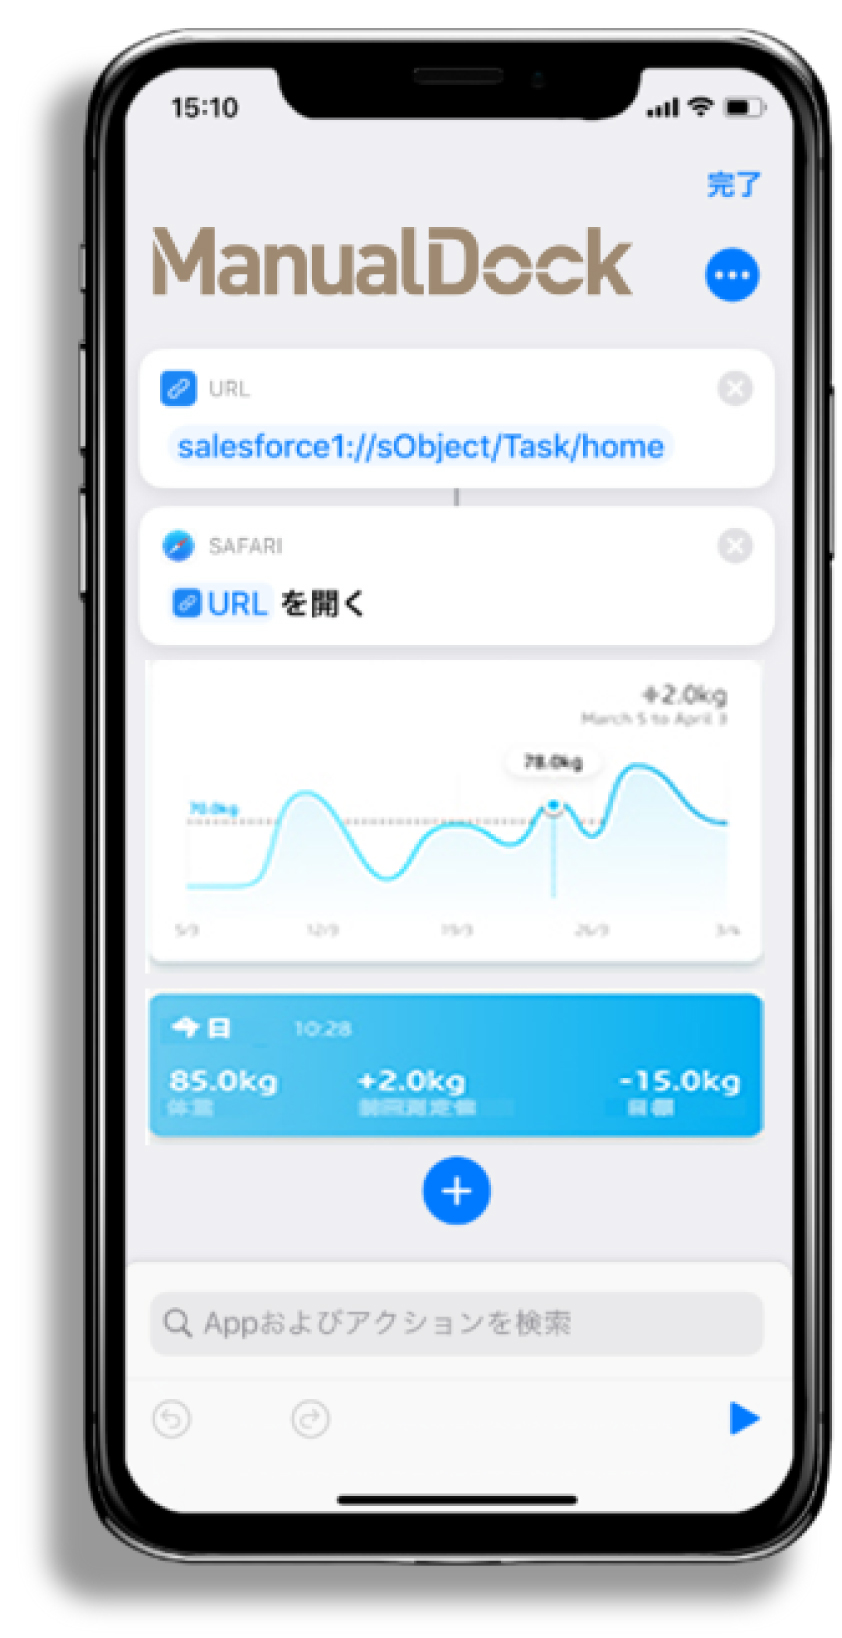 15:10
完了
ManualDock
URL
salesforce1://sObject/Task/home
SAFARI
URL を開く
+2.0kg
March 5 to April 3
78.0kg
70.0kg
5/3 12/3 19/3 26/3 3/4
今日 10:28
85.0kg +2.0kg -15.0kg
体重 前回測定値 目標
Appおよびアクションを検索